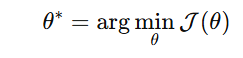 θ* = arg min_θ 𝒥(θ)